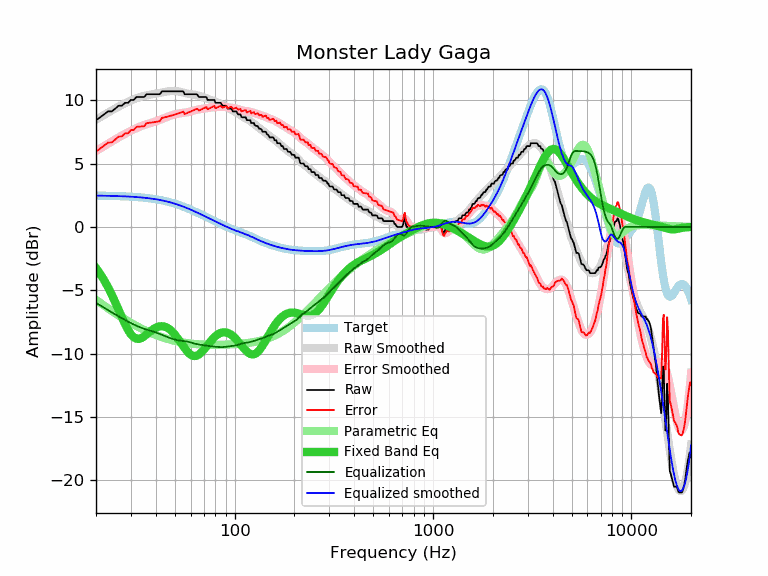 Monster Lady Gaga
Amplitude (dBr)
10
5
0
−5
−10
−15
−20
Target
Raw Smoothed
Error Smoothed
Raw
Error
Parametric Eq
Fixed Band Eq
Equalization
Equalized smoothed
100
1000
10000
Frequency (Hz)